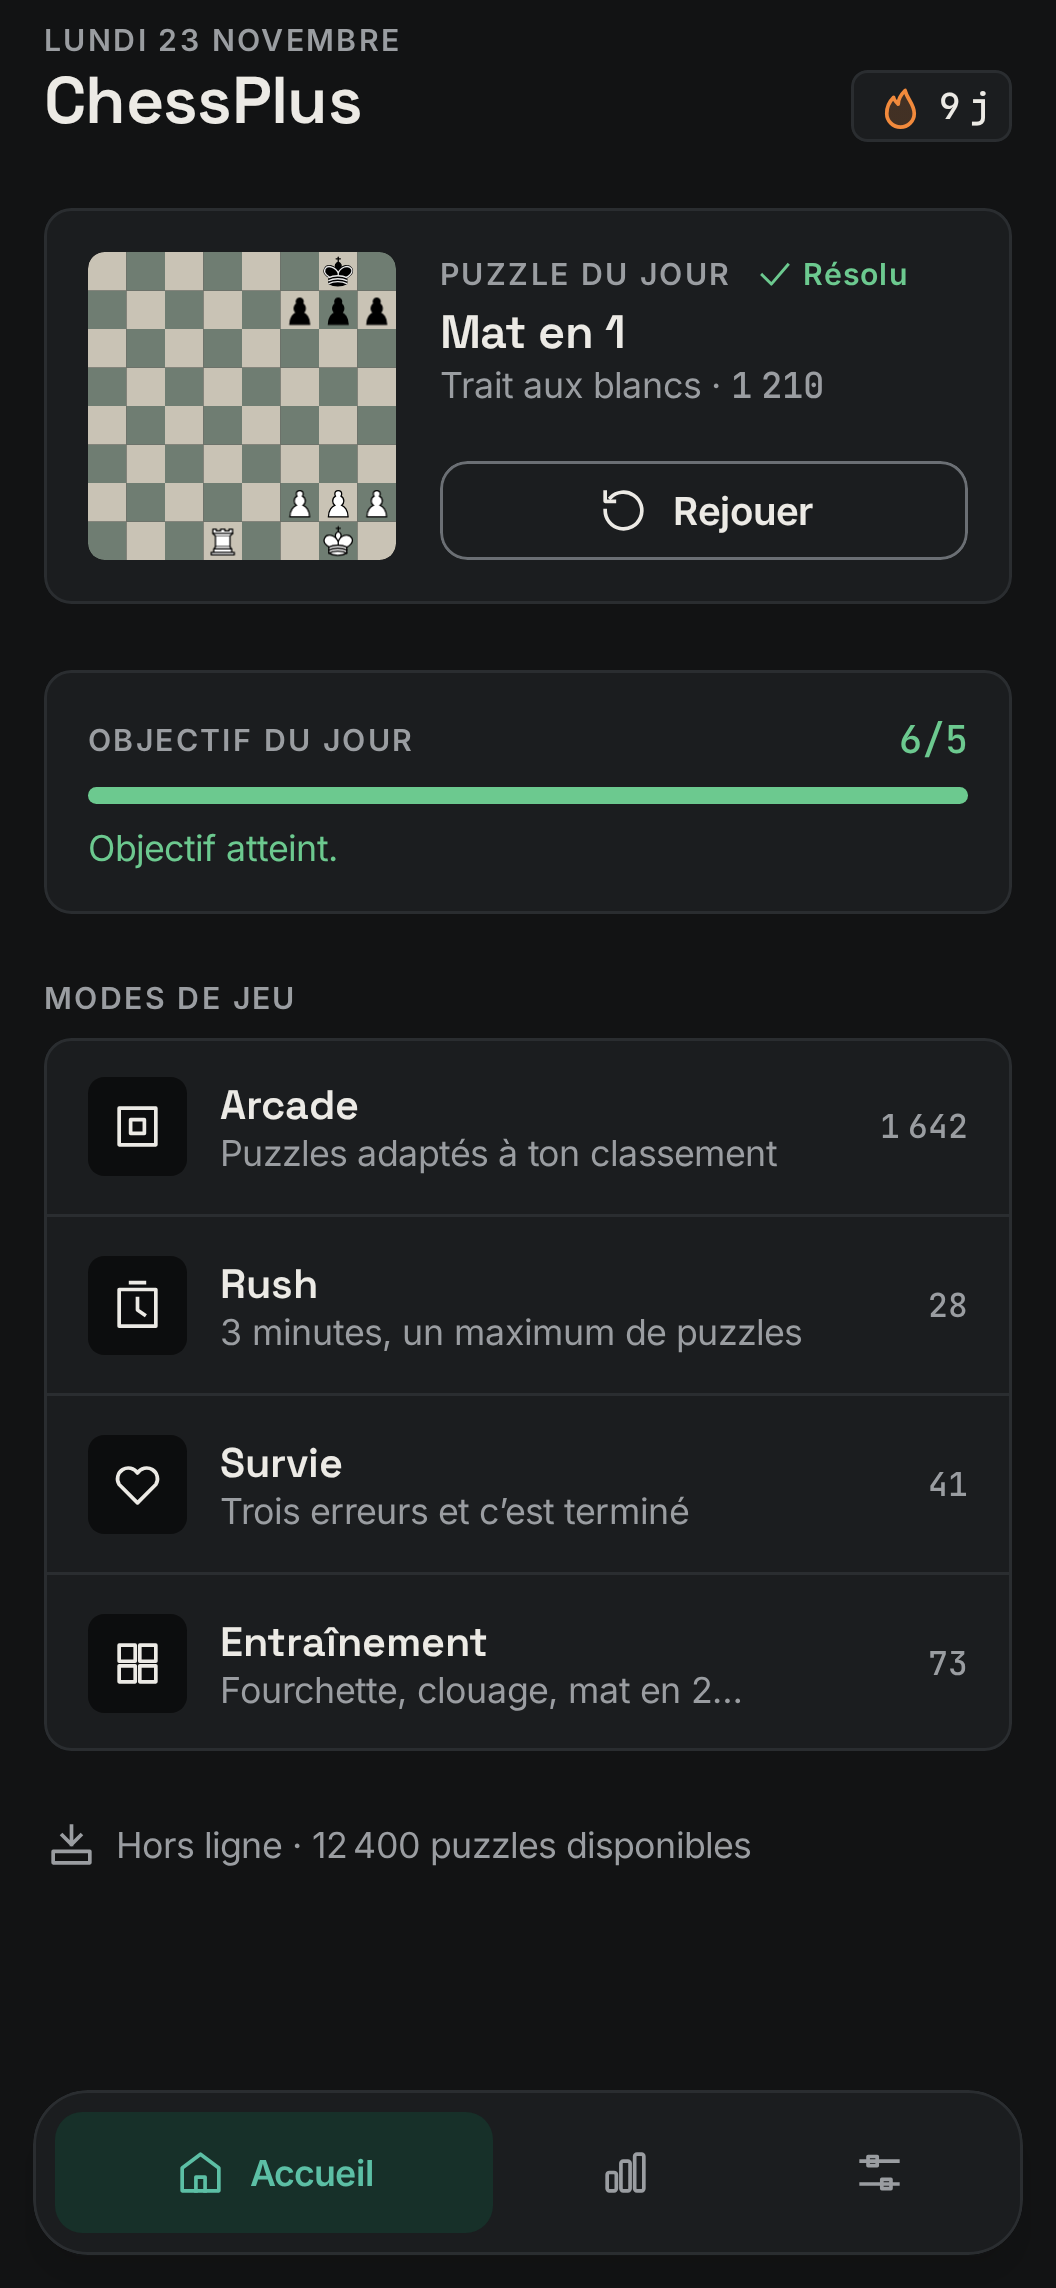 LUNDI 23 NOVEMBRE
ChessPlus
9 j
PUZZLE DU JOUR
Résolu
Mat en 1
Trait aux blancs · 1 210
Rejouer
OBJECTIF DU JOUR
6/5
Objectif atteint.
MODES DE JEU
Arcade
Puzzles adaptés à ton classement
1 642
Rush
3 minutes, un maximum de puzzles
28
Survie
Trois erreurs et c’est terminé
41
Entraînement
Fourchette, clouage, mat en 2…
73
Hors ligne · 12 400 puzzles disponibles
Accueil